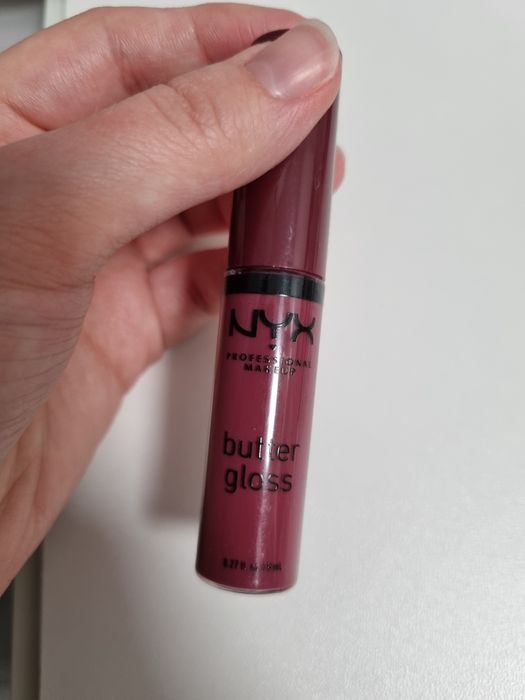 NYX
PROFESSIONAL
MAKEUP
butter
gloss